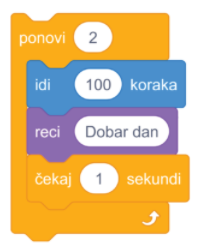 ponovi 2
idi 100 koraka
reci Dobar dan
čekaj 1 sekundi